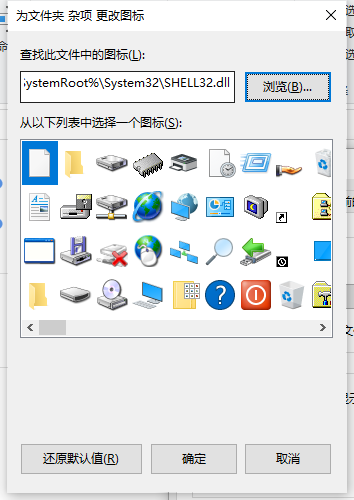 为文件夹 杂项 更改图标
查找此文件中的图标(L):
ystemRoot%\System32\SHELL32.dll
浏览(B)...
从以下列表中选择一个图标(S):
还原默认值(R)
确定
取消